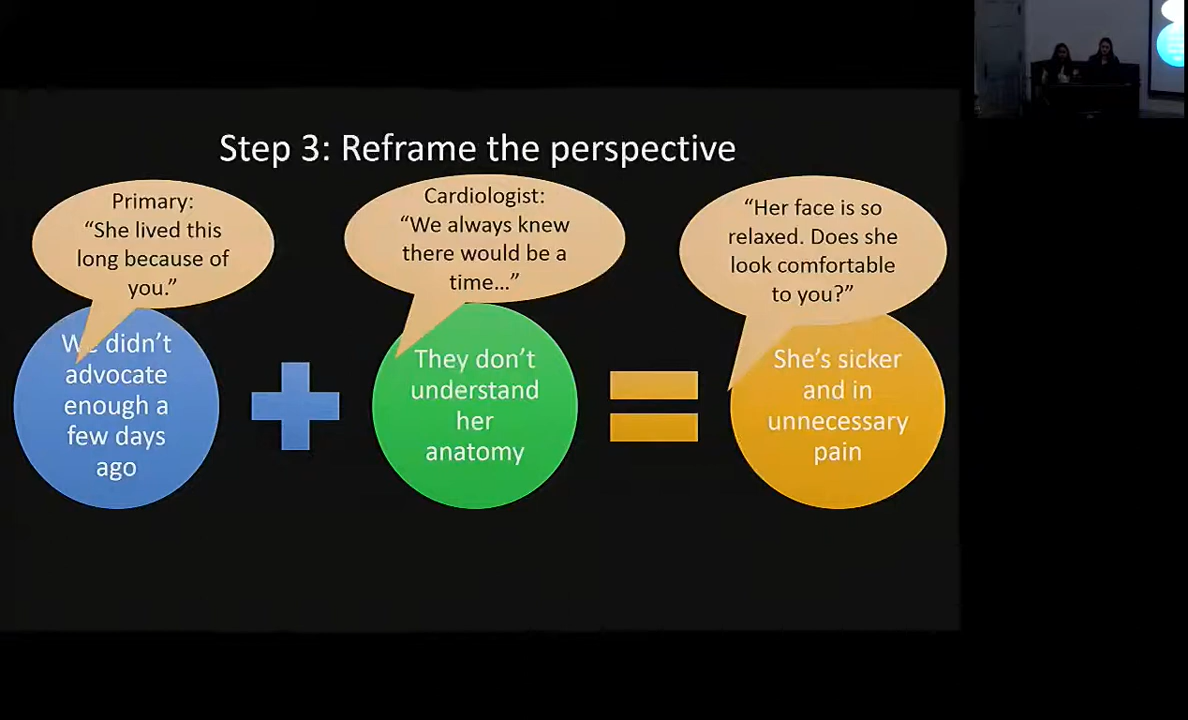 Step 3: Reframe the perspective
Primary:
“She lived this
long because of
you.”
Cardiologist:
“We always knew
there would be a
time...”
“Her face is so
relaxed. Does she
look comfortable
to you?”
We didn’t
advocate
enough a
few days
ago
They don’t
understand
her
anatomy
She’s sicker
and in
unnecessary
pain